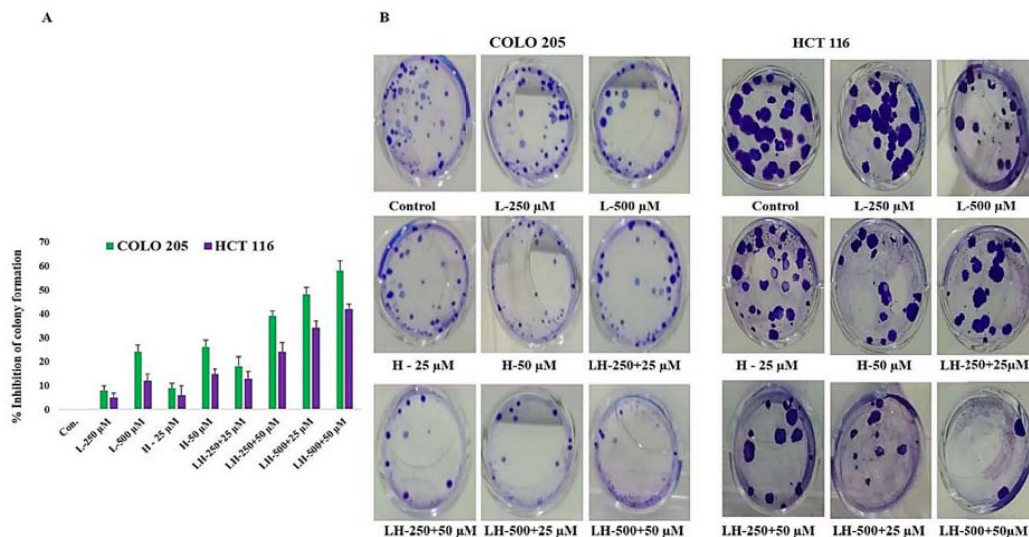 A
% Inhibition of colony formation
70
60
50
40
30
20
10
0
COLO 205
HCT 116
Con.
L-250 µM
L-500 µM
H - 25 µM
H-50 µM
LH-250+25 µM
LH-250+50 µM
LH-500+25 µM
LH-500+50 µM
B
COLO 205
Control
L-250 µM
L-500 µM
H - 25 µM
H-50 µM
LH-250+25 µM
LH-250+50 µM
LH-500+25 µM
LH-500+50 µM
HCT 116
Control
L-250 µM
L-500 µM
H - 25 µM
H-50 µM
LH-250+25µM
LH-250+50 µM
LH-500+25 µM
LH-500+50µM